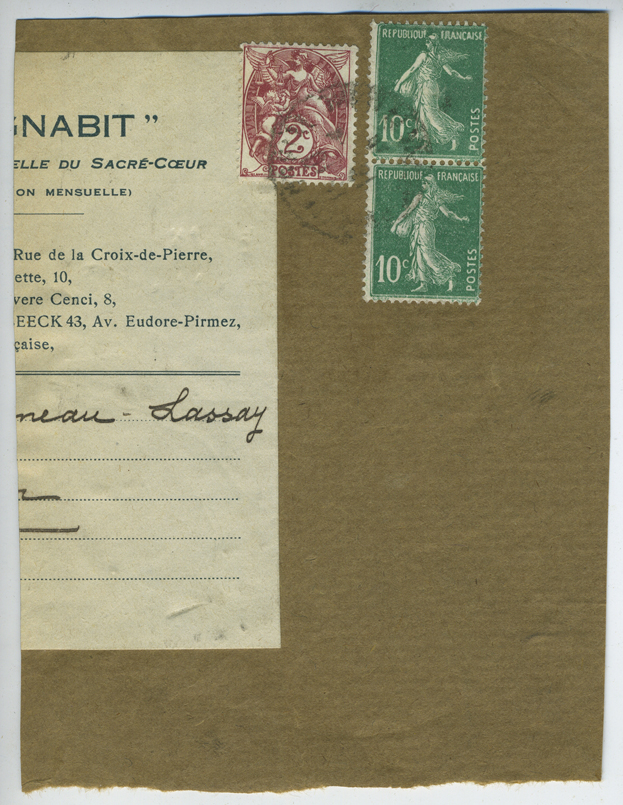 GNABIT"
ELLE DU SACRÉ-CŒUR
ON MENSUELLE)
Rue de la Croix-de-Pierre,
ette, 10,
vere Cenci, 8,
EECK 43, Av. Eudore-Pirmez,
çaise,
neau - Lassay
2c
POSTES
REPUBLIQUE FRANÇAISE
10c
POSTES
REPUBLIQUE FRANÇAISE
10c
POSTES